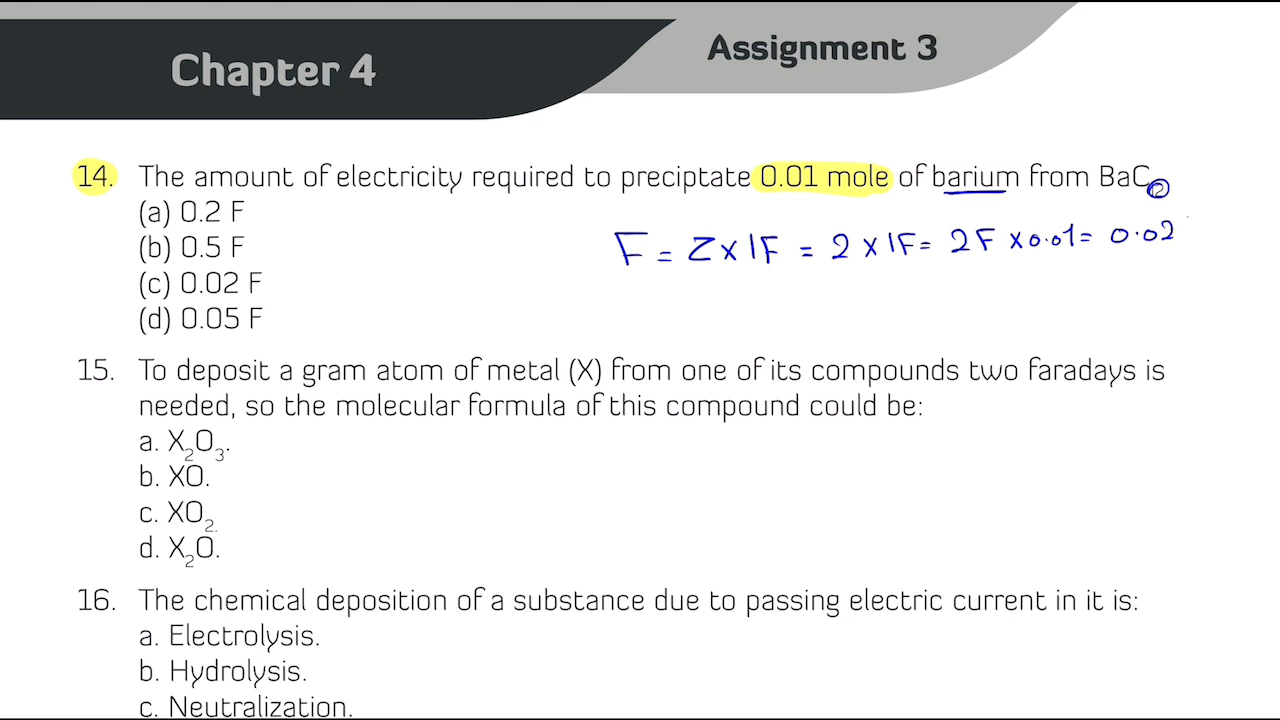 Chapter 4
Assignment 3
14. The amount of electricity required to preciptate 0.01 mole of barium from BaCl2
(a) 0.2 F
(b) 0.5 F
F = Z x 1F = 2 x 1F = 2F x 0.01 = 0.02
(c) 0.02 F
(d) 0.05 F
15. To deposit a gram atom of metal (X) from one of its compounds two faradays is
needed, so the molecular formula of this compound could be:
a. X2O3.
b. XO.
c. XO2.
d. X2O.
16. The chemical deposition of a substance due to passing electric current in it is:
a. Electrolysis.
b. Hydrolysis.
c. Neutralization.